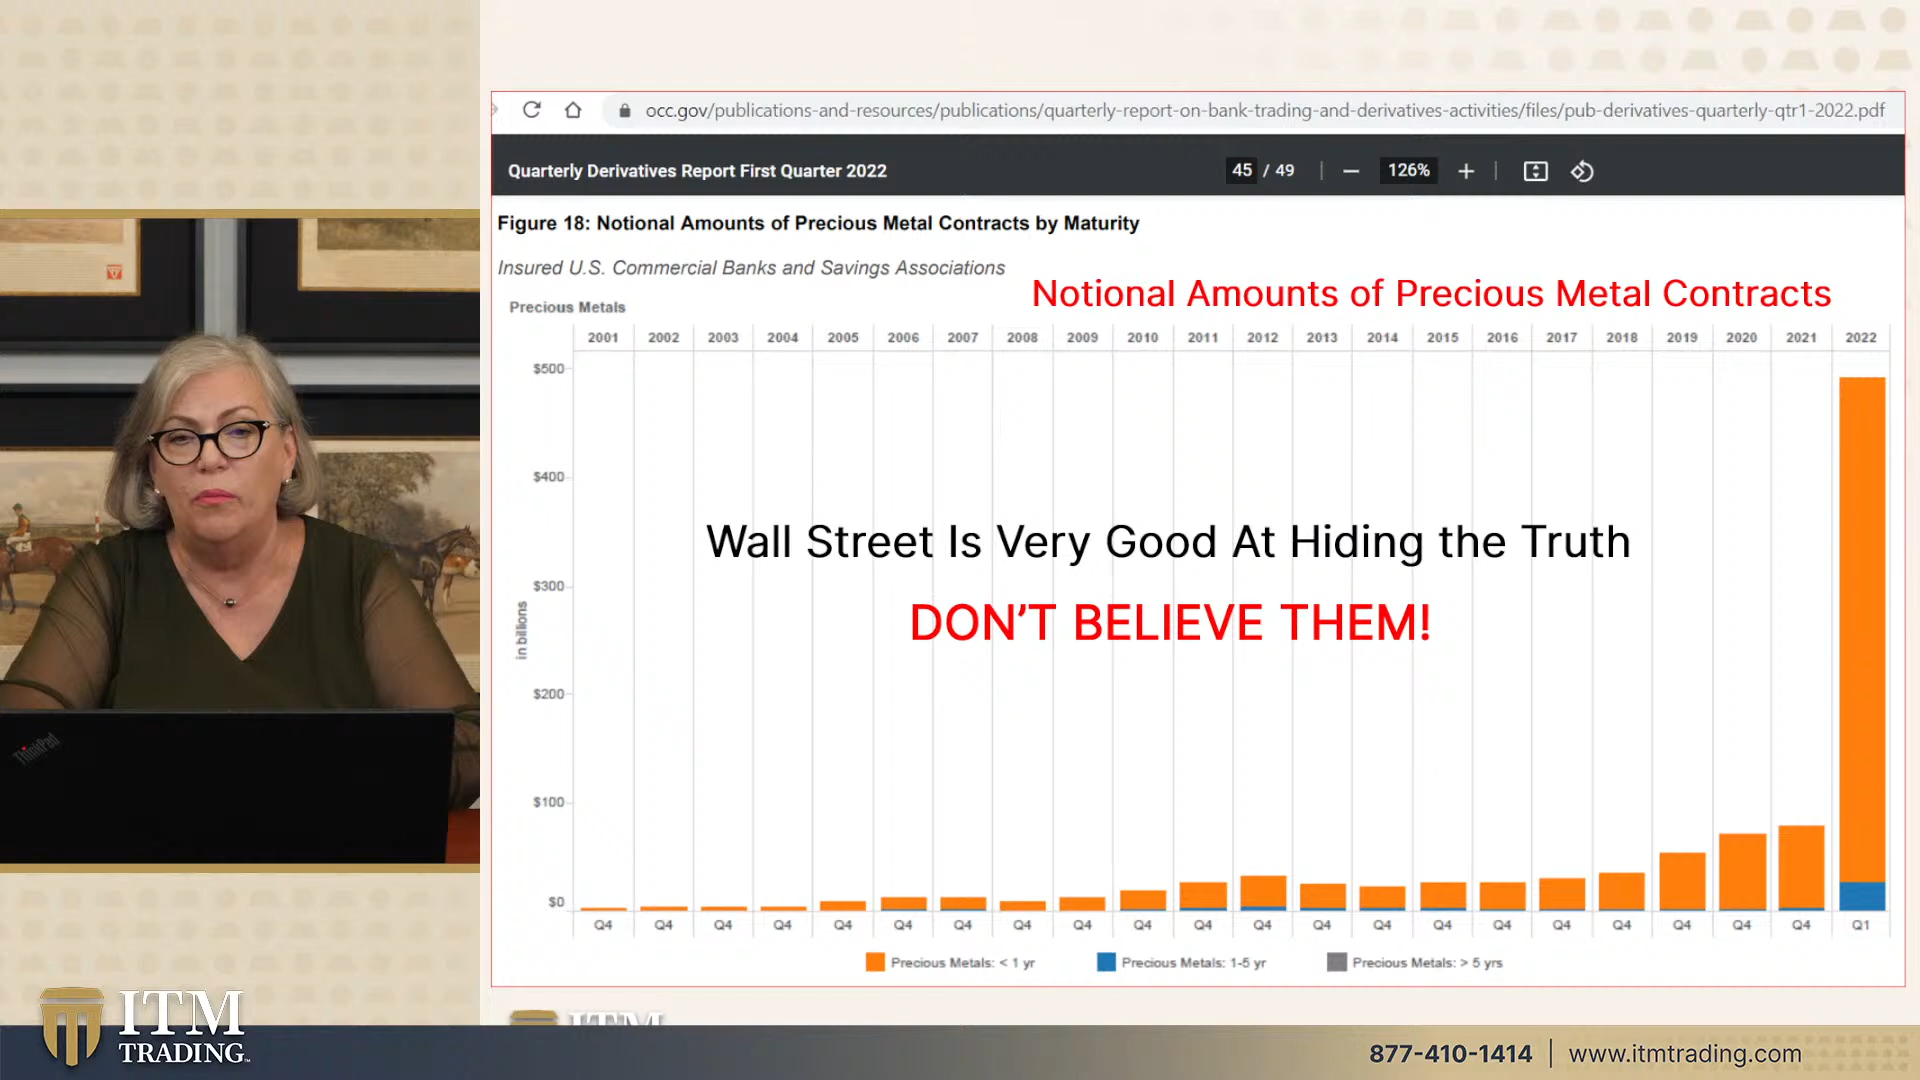 occ.gov/publications-and-resources/publications/quarterly-report-on-bank-trading-and-derivatives-activities/files/pub-derivatives-quarterly-qtr1-2022.pdf
Quarterly Derivatives Report First Quarter 2022
45 / 49
126%
Figure 18: Notional Amounts of Precious Metal Contracts by Maturity
Insured U.S. Commercial Banks and Savings Associations
Notional Amounts of Precious Metal Contracts
Precious Metals
2001 2002 2003 2004 2005 2006 2007 2008 2009 2010 2011 2012 2013 2014 2015 2016 2017 2018 2019 2020 2021 2022
$500
$400
Wall Street Is Very Good At Hiding the Truth
$300
DON'T BELIEVE THEM!
in billions
$200
$100
$0
Q4 Q4 Q4 Q4 Q4 Q4 Q4 Q4 Q4 Q4 Q4 Q4 Q4 Q4 Q4 Q4 Q4 Q4 Q4 Q4 Q4 Q1
Precious Metals: < 1 yr Precious Metals: 1-5 yr Precious Metals: > 5 yrs
ThinkPad
ITM
TRADING™
ITM
877-410-1414 | www.itmtrading.com